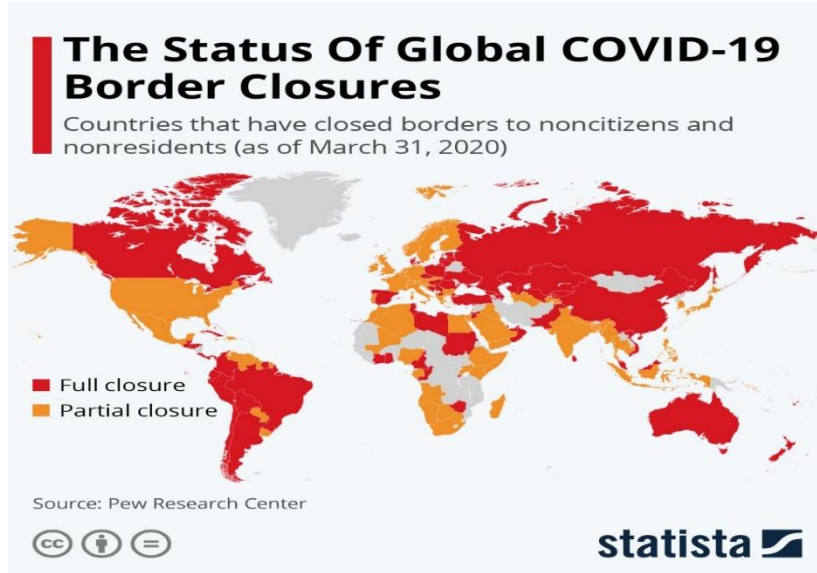 The Status Of Global COVID-19
Border Closures
Countries that have closed borders to noncitizens and
nonresidents (as of March 31, 2020)
Full closure
Partial closure
Source: Pew Research Center
cc
statista